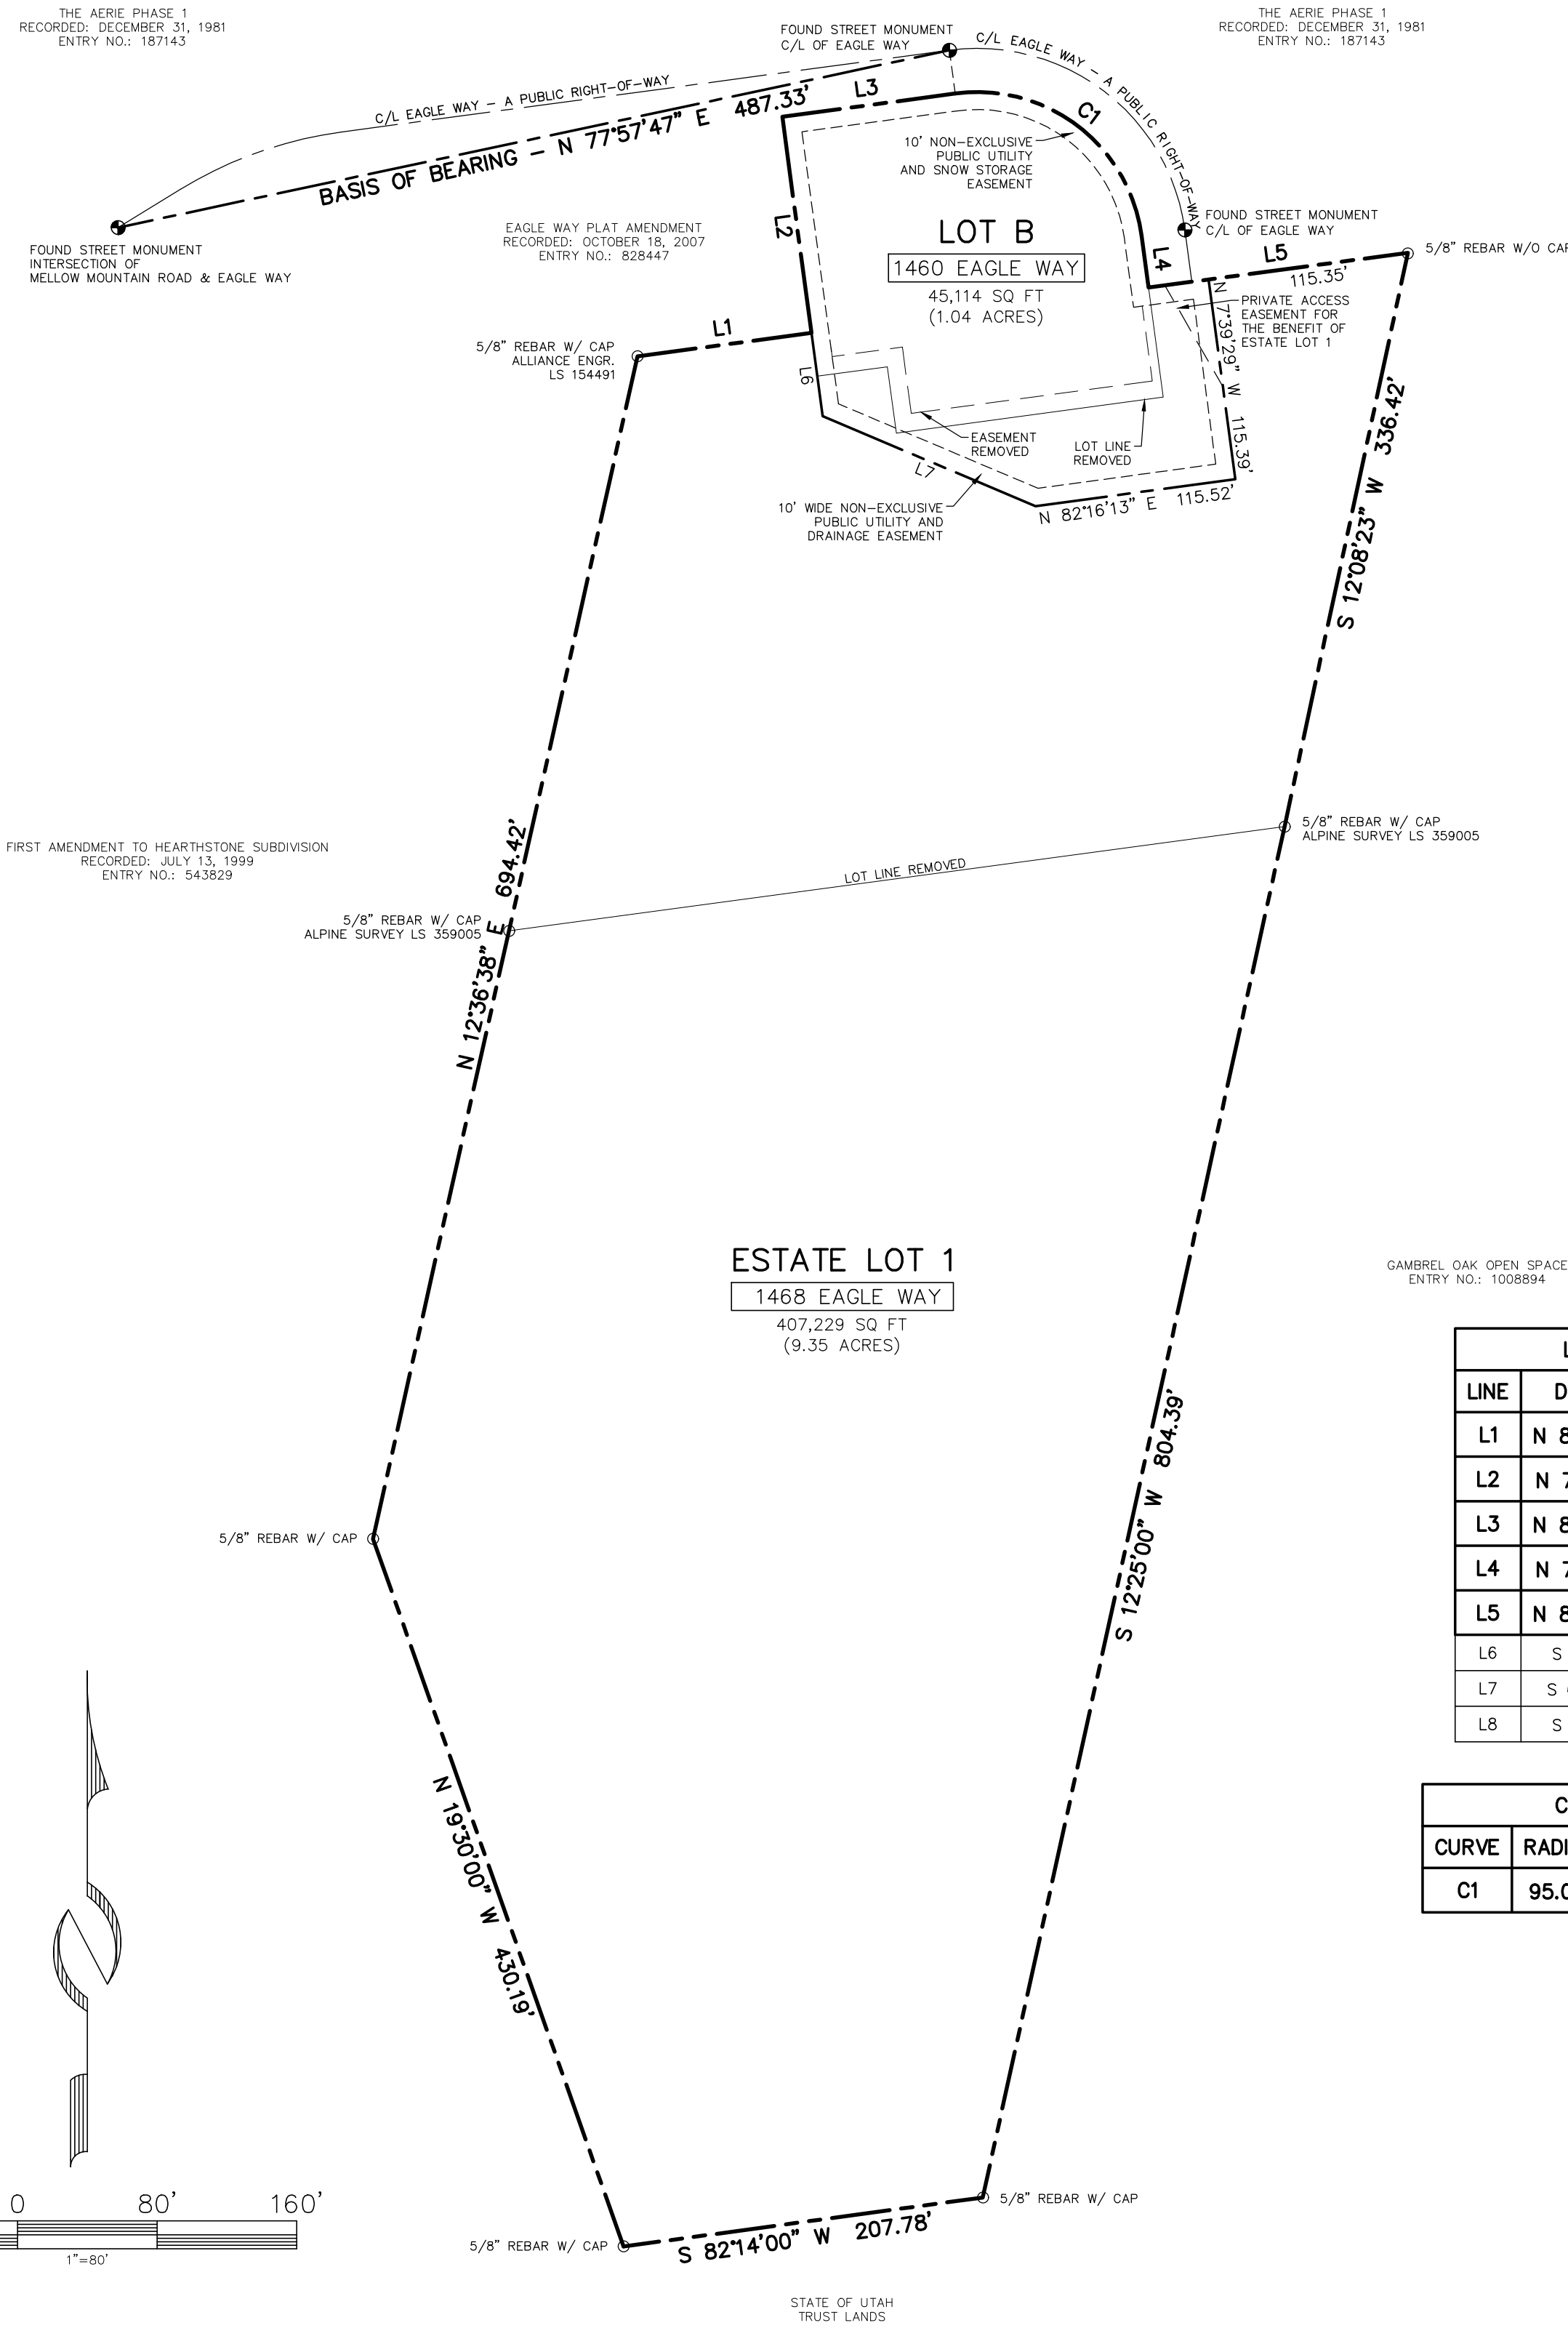 THE AERIE PHASE 1
RECORDED: DECEMBER 31, 1981
ENTRY NO.: 187143
FOUND STREET MONUMENT
C/L OF EAGLE WAY
C/L EAGLE WAY - A PUBLIC RIGHT-OF-WAY
THE AERIE PHASE 1
RECORDED: DECEMBER 31, 1981
ENTRY NO.: 187143
C/L EAGLE WAY - A PUBLIC RIGHT-OF-WAY
BASIS OF BEARING - N 77°57'47" E 487.33'
L3
C1
10' NON-EXCLUSIVE
PUBLIC UTILITY
AND SNOW STORAGE
EASEMENT
FOUND STREET MONUMENT
INTERSECTION OF
MELLOW MOUNTAIN ROAD & EAGLE WAY
EAGLE WAY PLAT AMENDMENT
RECORDED: OCTOBER 18, 2007
ENTRY NO.: 828447
L2
LOT B
1460 EAGLE WAY
45,114 SQ FT
(1.04 ACRES)
FOUND STREET MONUMENT
C/L OF EAGLE WAY
L4
L5
115.35'
5/8" REBAR W/O CAP
PRIVATE ACCESS
EASEMENT FOR
THE BENEFIT OF
ESTATE LOT 1
N 7°39'29" W 115.39'
L1
5/8" REBAR W/ CAP
ALLIANCE ENGR.
LS 154491
L6
EASEMENT
REMOVED
LOT LINE
REMOVED
L7
10' WIDE NON-EXCLUSIVE
PUBLIC UTILITY AND
DRAINAGE EASEMENT
N 82°16'13" E 115.52'
S 12°08'23" W 336.42'
5/8" REBAR W/ CAP
ALPINE SURVEY LS 359005
LOT LINE REMOVED
FIRST AMENDMENT TO HEARTHSTONE SUBDIVISION
RECORDED: JULY 13, 1999
ENTRY NO.: 543829
5/8" REBAR W/ CAP
ALPINE SURVEY LS 359005
N 12°36'38" E 694.42'
ESTATE LOT 1
1468 EAGLE WAY
407,229 SQ FT
(9.35 ACRES)
GAMBREL OAK OPEN SPACE
ENTRY NO.: 1008894
S 12°25'00" W 804.39'
5/8" REBAR W/ CAP
N 19°30'00" W 430.19'
L
LINE D
L1 N 8
L2 N 7
L3 N 8
L4 N 7
L5 N 8
L6 S
L7 S
L8 S
C
CURVE RADI
C1 95.0
0 80' 160'
1"=80'
5/8" REBAR W/ CAP
5/8" REBAR W/ CAP
S 82°14'00" W 207.78'
STATE OF UTAH
TRUST LANDS